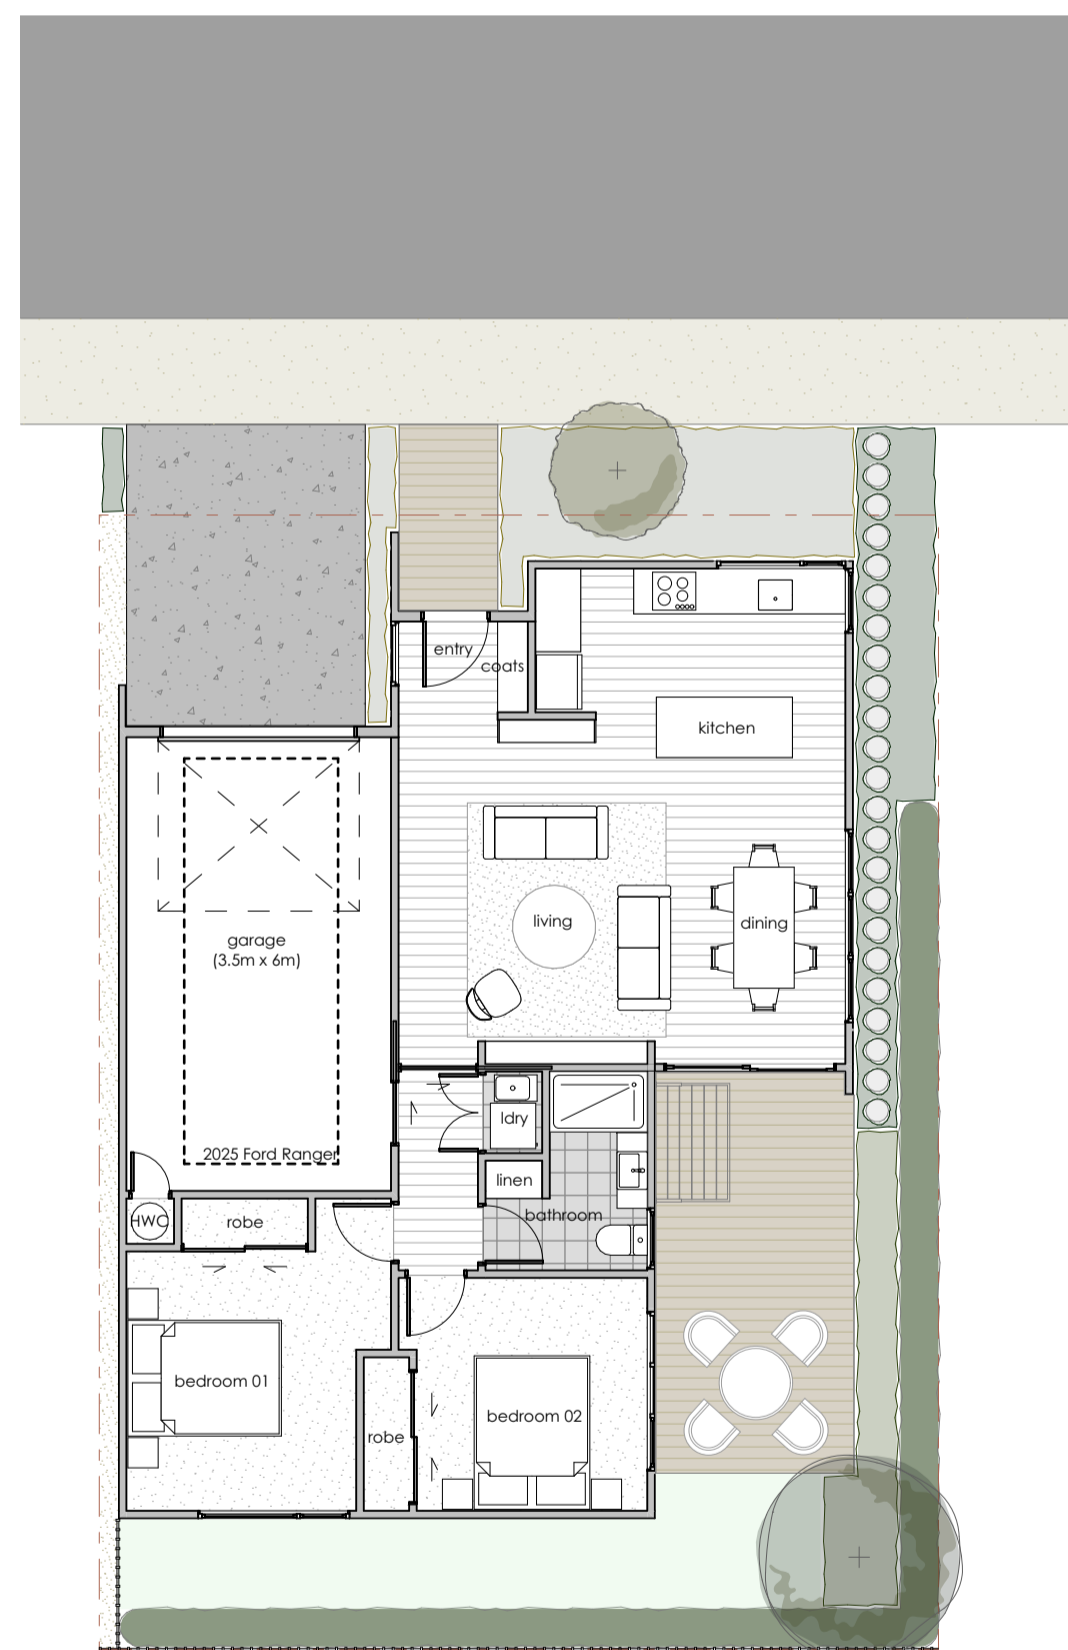 entry
coats
kitchen
living
dining
garage
(3.5m x 6m)
2025 Ford Ranger
ldry
linen
HWC
robe
bathroom
bedroom 01
robe
bedroom 02